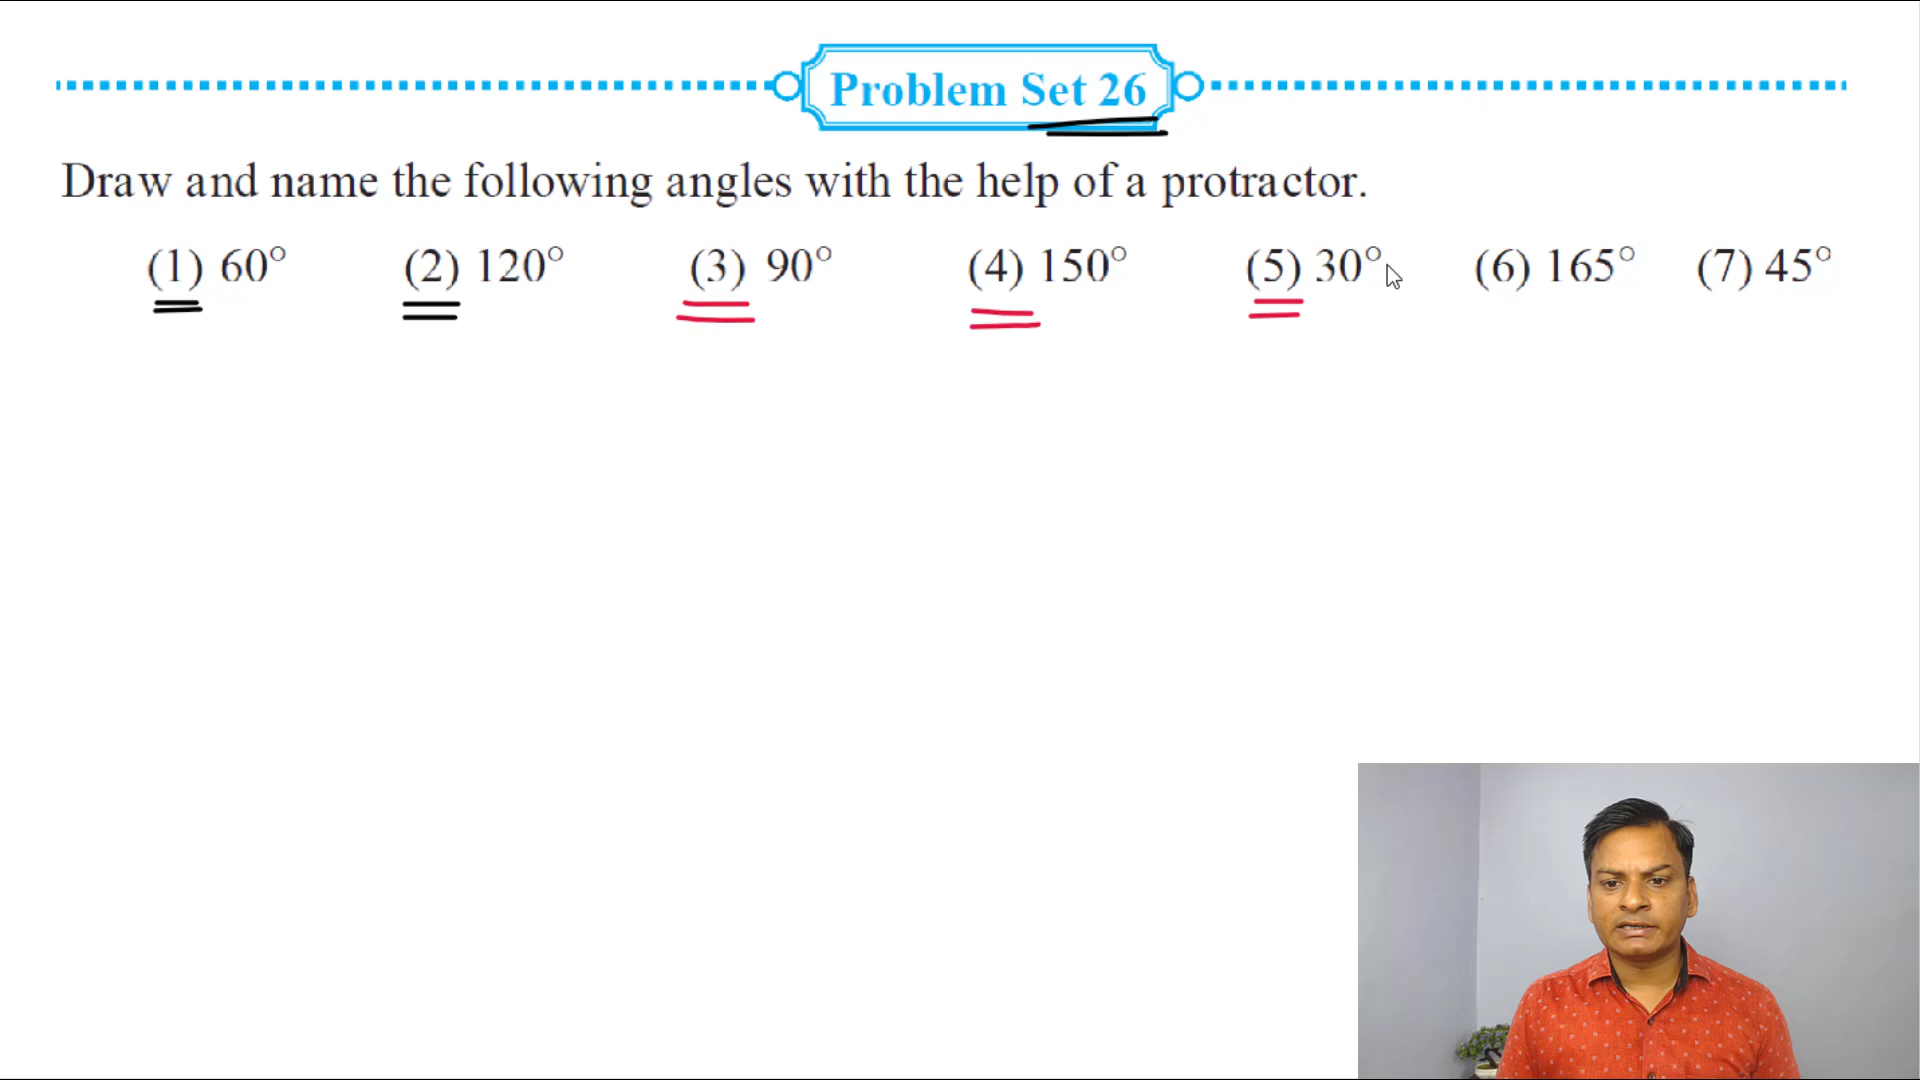 Problem Set 26
Draw and name the following angles with the help of a protractor.
(1) 60° (2) 120° (3) 90° (4) 150° (5) 30° (6) 165° (7) 45°